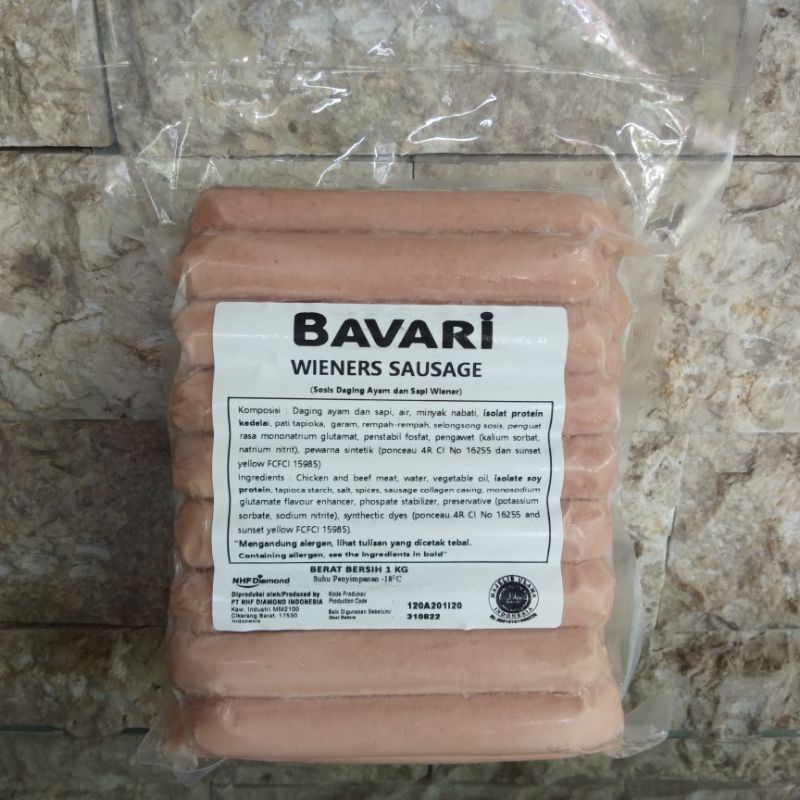 BAVARi
WIENERS SAUSAGE
(Sosis Daging Ayam dan Sapi Wiener)
Komposisi : Daging ayam dan sapi, air, minyak nabati, isolat protein
kedelai, pati tapioka, garam, rempah-rempah, selongsong sosis, penguat
rasa mononatrium glutamat, penstabil fosfat, pengawet (kalium sorbat,
natrium nitrit), pewarna sintetik (ponceau 4R CI No 16255 dan sunset
yellow FCFCI 15985)
Ingredients : Chicken and beef meat, water, vegetable oil, isolate soy
protein, tapioca starch, salt, spices, sausage collagen casing, monosodium
glutamate flavour enhancer, phospate stabilizer, preservative (potassium
sorbate, sodium nitrite), synthectic dyes (ponceau 4R CI No 16255 and
sunset yellow FCFCI 15985).
"Mengandung alergen, lihat tulisan yang dicetak tebal.
Containing allergen, see the ingredients in bold"
BERAT BERSIH 1 KG
Suhu Penyimpanan -18°C
NHF Diamond
Diproduksi oleh/Produced by
PT NHF DIAMOND INDONESIA
Kaw. Industri MM2100
Cikarang Barat. 17530
Indonesia
Kode Produksi/
Production Code :
120A201I20
Baik Digunakan Sebelum/
Best Before :
310822
MAJELIS ULAMA
INDONESIA